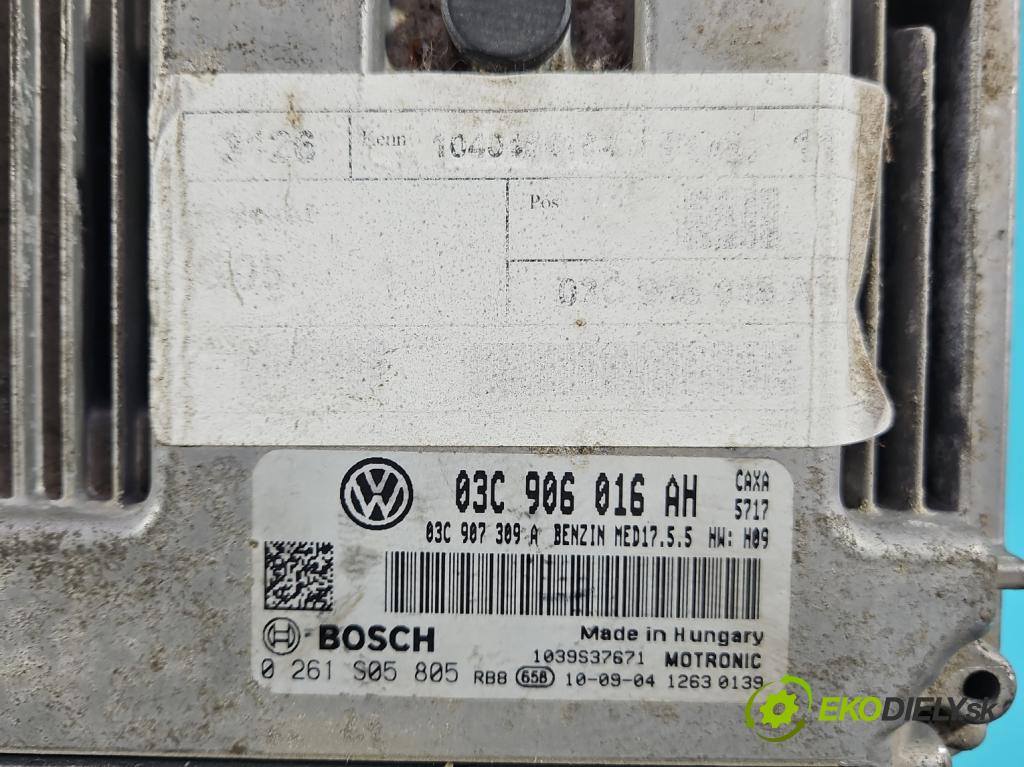 Kenn
Pos
03C 906 016 AH CAXA
5717
03C 907 309 A BENZIN MED17.5.5 HW: H09
BOSCH Made in Hungary
1039S37671 MOTRONIC
0 261 S05 805 RB8 658 10-09-04 1263 0139
EKODIELY.sk